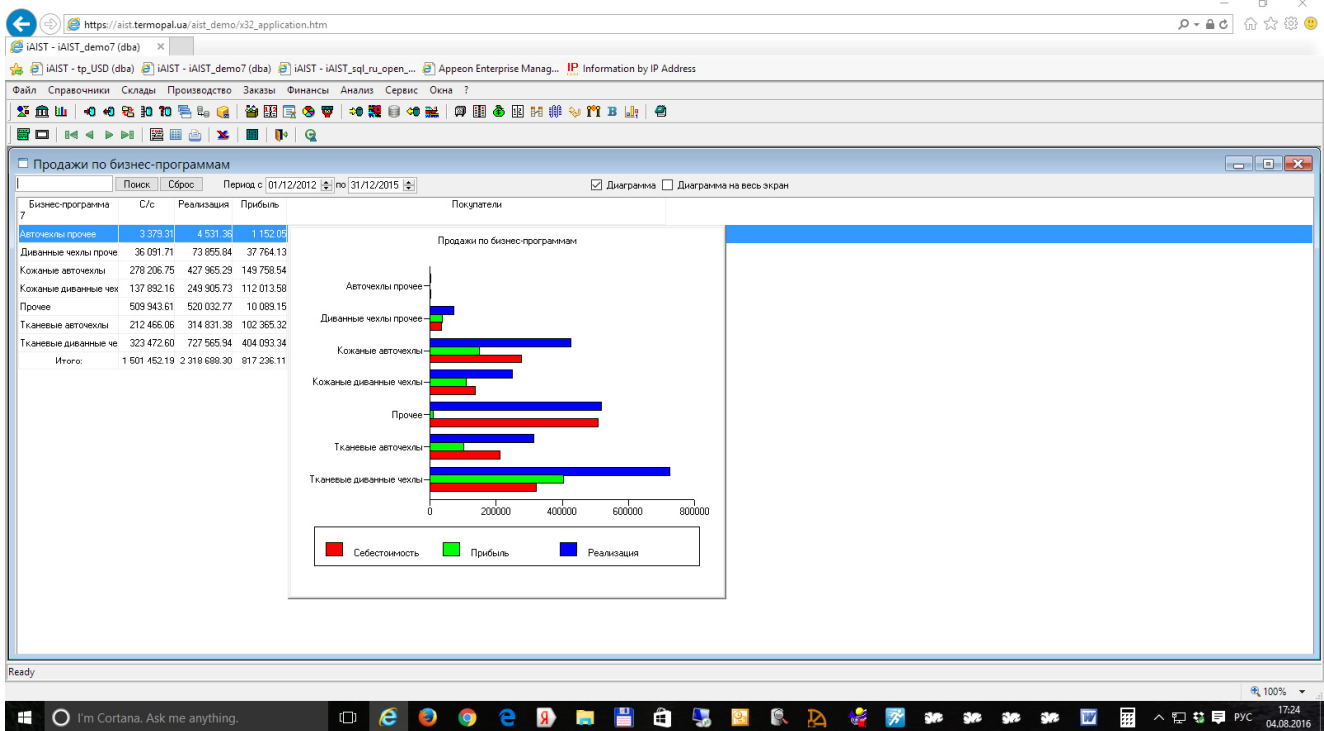 https://aist.termopal.ua/aist_demo/x32_application.htm
iAIST - iAIST_demo7 (dba) ×
iAIST - tp_USD (dba) iAIST - iAIST_demo7 (dba) iAIST - iAIST_sql_ru_open_... Appeon Enterprise Manag... IP Information by IP Address
Файл Справочники Склады Производство Заказы Финансы Анализ Сервис Окна ?
Продажи по бизнес-программам
Поиск Сброс Период с 01/12/2012 по 31/12/2015 Диаграмма Диаграмма на весь экран
Бизнес-программа С/с Реализация Прибыль Покупатели
7
Авточехлы прочее 3 379.31 4 531.36 1 152.05
Диванные чехлы проче 36 091.71 73 855.84 37 764.13
Кожаные авточехлы 278 206.75 427 965.29 149 758.54
Кожаные диванные чех 137 892.16 249 905.73 112 013.58
Прочее 509 943.61 520 032.77 10 089.15
Тканевые авточехлы 212 466.06 314 831.38 102 365.32
Тканевые диванные че 323 472.60 727 565.94 404 093.34
Итого: 1 501 452.19 2 318 688.30 817 236.11
Продажи по бизнес-программам
Авточехлы прочее
Диванные чехлы прочее
Кожаные авточехлы
Кожаные диванные чехлы
Прочее
Тканевые авточехлы
Тканевые диванные чехлы
0 200000 400000 600000 800000
Себестоимость Прибыль Реализация
Ready
100%
I'm Cortana. Ask me anything.
РУС 17:24
04.08.2016